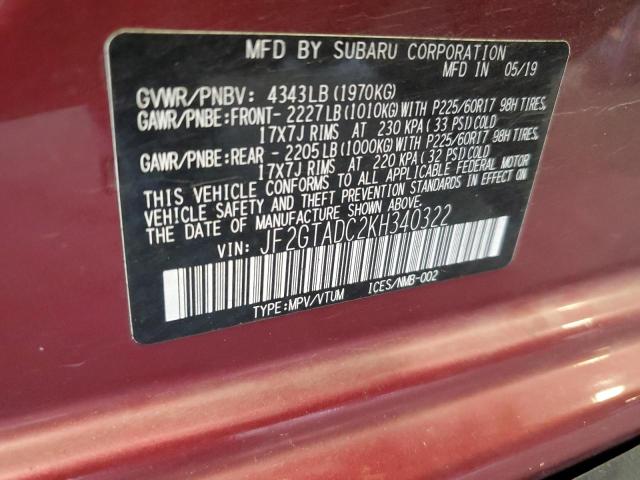 MFD BY SUBARU CORPORATION
MFD IN 05/19
GVWR/PNBV: 4343LB (1970KG)
GAWR/PNBE:FRONT- 2227LB (1010KG) WITH P225/60R17 98H TIRES,
17X7J RIMS AT 230 KPA ( 33 PSI) COLD
GAWR/PNBE:REAR - 2205LB (1000KG) WITH P225/60R17 98H TIRES,
17X7J RIMS AT 220 KPA ( 32 PSI) COLD
THIS VEHICLE CONFORMS TO ALL APPLICABLE FEDERAL MOTOR
VEHICLE SAFETY AND THEFT PREVENTION STANDARDS IN EFFECT ON
THE DATE OF MANUFACTURE SHOWN ABOVE.
VIN: JF2GTADC2KH340322
TYPE:MPV/VTUM ICES/NMB-002